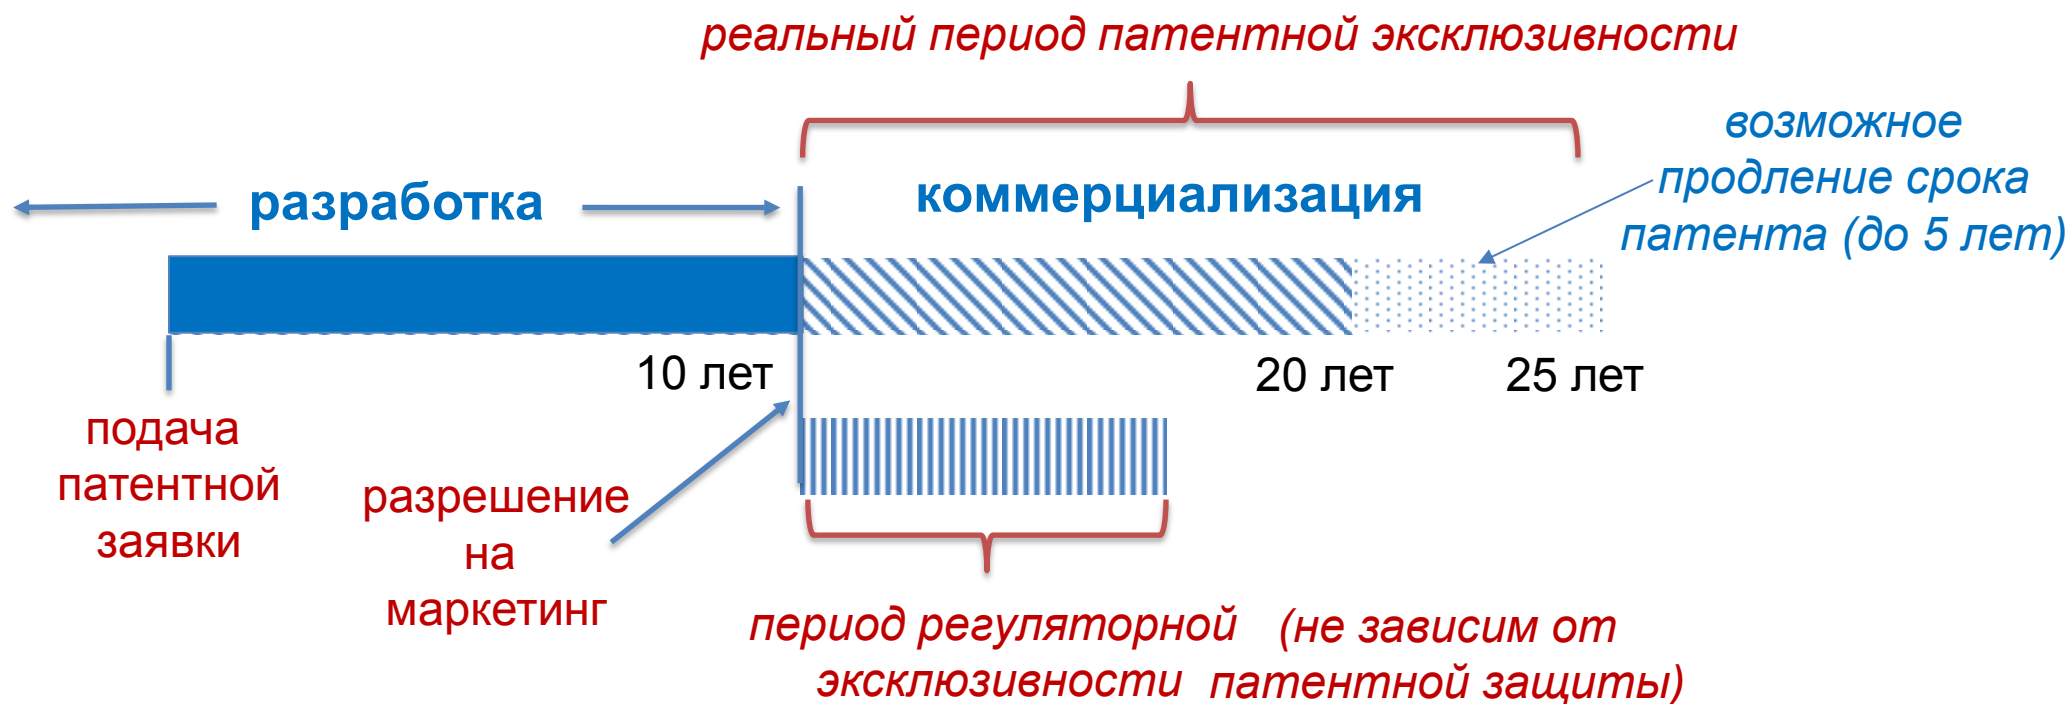 реальный период патентной эксклюзивности
возможное
продление срока
патента (до 5 лет)
разработка
коммерциализация
10 лет
20 лет
25 лет
подача
патентной
заявки
разрешение
на
маркетинг
период регуляторной (не зависим от
эксклюзивности патентной защиты)